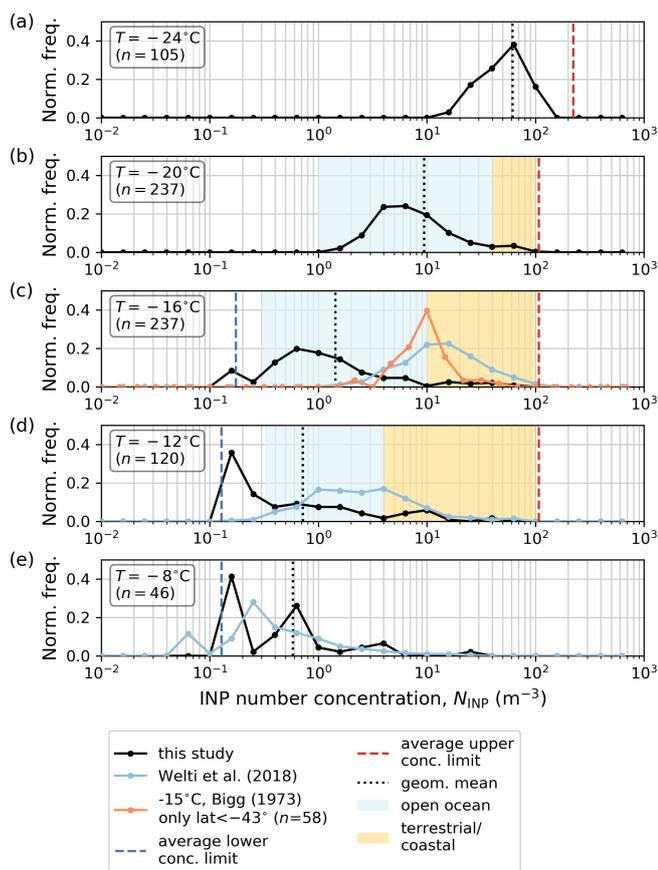 (a)
Norm. freq.
0.4
0.2
0.0
T = −24°C
(n = 105)
10⁻² 10⁻¹ 10⁰ 10¹ 10² 10³
(b)
Norm. freq.
0.4
0.2
0.0
T = −20°C
(n = 237)
10⁻² 10⁻¹ 10⁰ 10¹ 10² 10³
(c)
Norm. freq.
0.4
0.2
0.0
T = −16°C
(n = 237)
10⁻² 10⁻¹ 10⁰ 10¹ 10² 10³
(d)
Norm. freq.
0.4
0.2
0.0
T = −12°C
(n = 120)
10⁻² 10⁻¹ 10⁰ 10¹ 10² 10³
(e)
Norm. freq.
0.4
0.2
0.0
T = −8°C
(n = 46)
10⁻² 10⁻¹ 10⁰ 10¹ 10² 10³
INP number concentration, N_INP (m⁻³)
this study
Welti et al. (2018)
-15°C, Bigg (1973)
only lat<−43° (n=58)
average lower
conc. limit
average upper
conc. limit
geom. mean
open ocean
terrestrial/
coastal